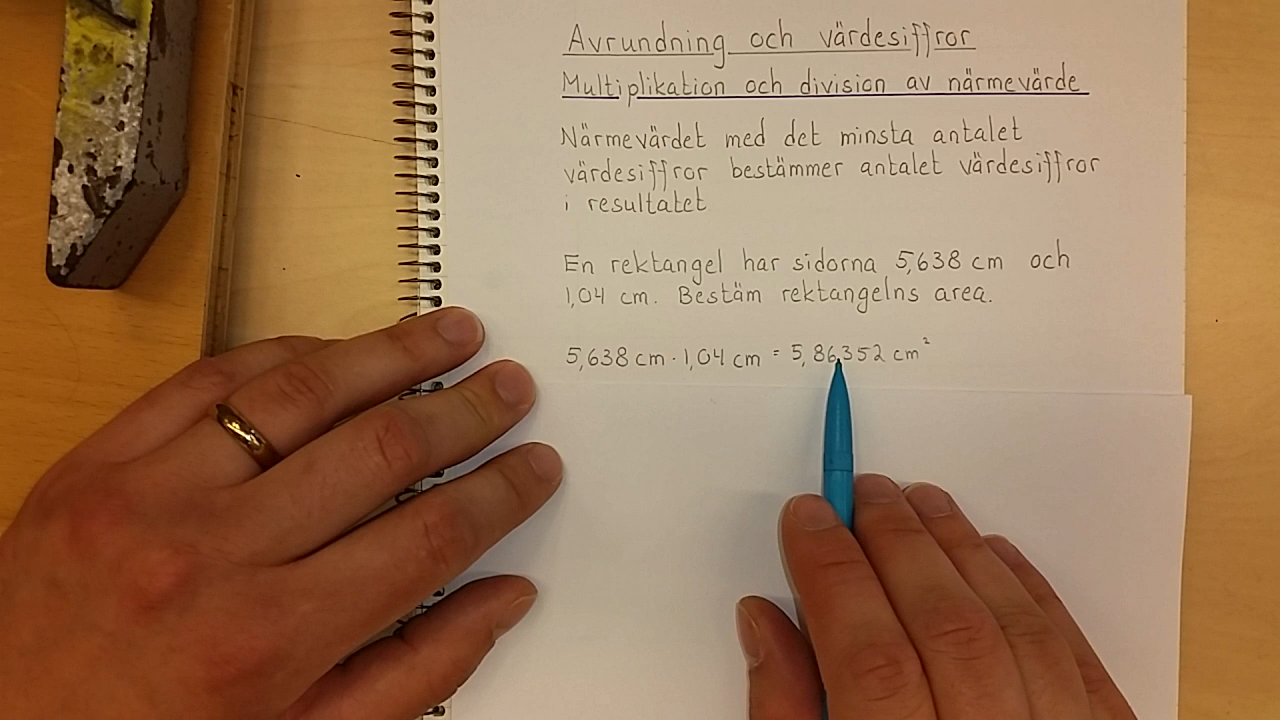 Avrundning och värdesiffror
Multiplikation och division av närmevärde
Närmevärdet med det minsta antalet
värdesiffror bestämmer antalet värdesiffror
i resultatet
En rektangel har sidorna 5,638 cm och
1,04 cm. Bestäm rektangelns area.
5,638 cm · 1,04 cm = 5,86352 cm²